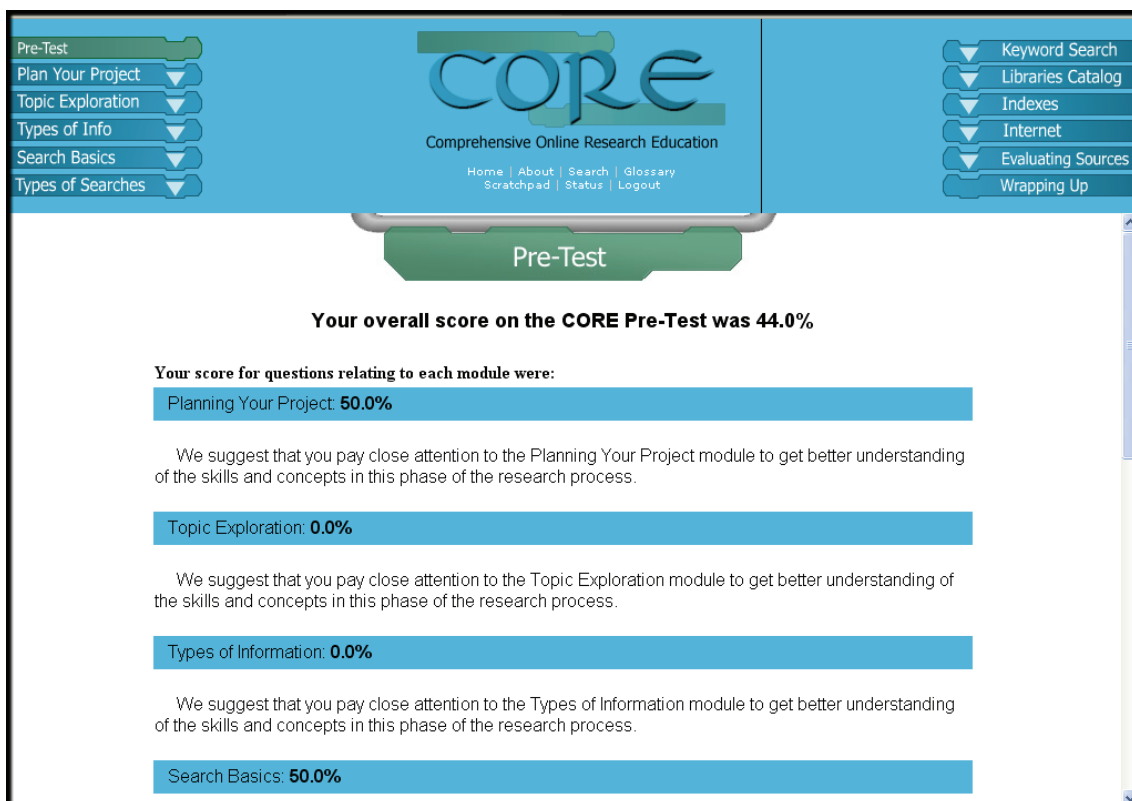 Pre-Test
Plan Your Project
Topic Exploration
Types of Info
Search Basics
Types of Searches
CORE
Comprehensive Online Research Education
Home | About | Search | Glossary
Scratchpad | Status | Logout
Keyword Search
Libraries Catalog
Indexes
Internet
Evaluating Sources
Wrapping Up
Pre-Test
Your overall score on the CORE Pre-Test was 44.0%
Your score for questions relating to each module were:
Planning Your Project: 50.0%
We suggest that you pay close attention to the Planning Your Project module to get better understanding
of the skills and concepts in this phase of the research process.
Topic Exploration: 0.0%
We suggest that you pay close attention to the Topic Exploration module to get better understanding of
the skills and concepts in this phase of the research process.
Types of Information: 0.0%
We suggest that you pay close attention to the Types of Information module to get better understanding
of the skills and concepts in this phase of the research process.
Search Basics: 50.0%